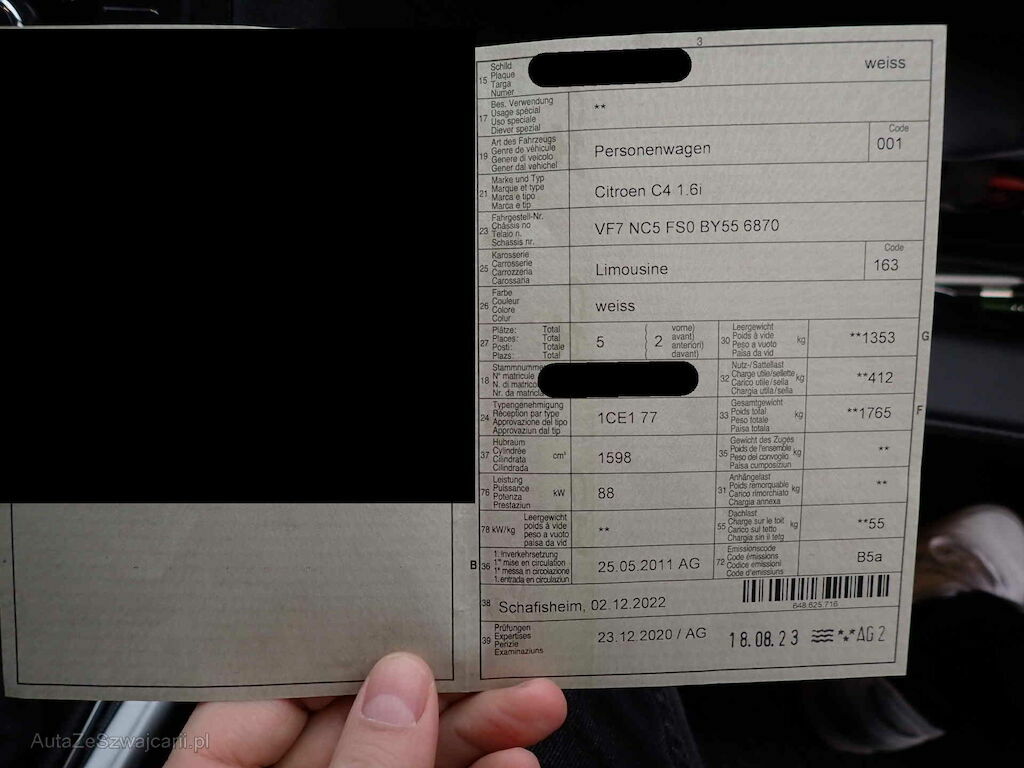 3
15 Schild
Plaque
Targa
Numer
weiss
17 Bes. Verwendung
Usage spécial
Uso speciale
Diever spezial
**
19 Art des Fahrzeugs
Genre de véhicule
Genere di veicolo
Gener dal vehichel
Personenwagen
Code
001
21 Marke und Typ
Marque et type
Marca e tipo
Marca e tip
Citroen C4 1.6i
23 Fahrgestell-Nr.
Châssis no
Telaio n.
Schassis nr.
VF7 NC5 FS0 BY55 6870
25 Karosserie
Carrosserie
Carrozzeria
Carossaria
Limousine
Code
163
26 Farbe
Couleur
Colore
Colur
weiss
27 Plätze: Total
Places: Total
Posti: Totale
Plazs: Total
5
( 2 vorne)
avant)
anteriori)
davant)
30 Leergewicht
Poids à vide
Peso a vuoto
Paisa da vid
kg
**1353
G
18 Stammnummer
N° matricule
N. di matricola
Nr. da matricla
32 Nutz-/Sattellast
Charge utile/sellette
Carico utile/sella
Chargia utila/sella
kg
**412
24 Typengenehmigung
Réception par type
Approvazione del tipo
Approvaziun dal tip
1CE1 77
33 Gesamtgewicht
Poids total
Peso totale
Paisa totala
kg
**1765
F
37 Hubraum
Cylindrée
Cilindrata
Cilindrada
cm³
1598
35 Gewicht des Zuges
Poids de l'ensemble
Peso del convoglio
Paisa cumposiziun
kg
**
76 Leistung
Puissance
Potenza
Prestaziun
kW
88
31 Anhängelast
Poids remorquable
Carico rimorchiato
Chargia annexa
kg
**
78 kW/kg Leergewicht
poids à vide
peso a vuoto
paisa da vid
**
55 Dachlast
Charge sur le toit
Carico sul tetto
Chargia sin il tetg
kg
**55
B 36 1. Inverkehrsetzung
1re mise en circulation
1a messa in circolazione
1. entrada en circulaziun
25.05.2011 AG
72 Emissionscode
Code émissions
Codice emissioni
Code d'emissiuns
B5a
38 Schafisheim, 02.12.2022
648 625 716
39 Prüfungen
Expertises
Perizie
Examinaziuns
23.12.2020 / AG
18.08.23 AG 2
AutaZeSzwajcarii.pl